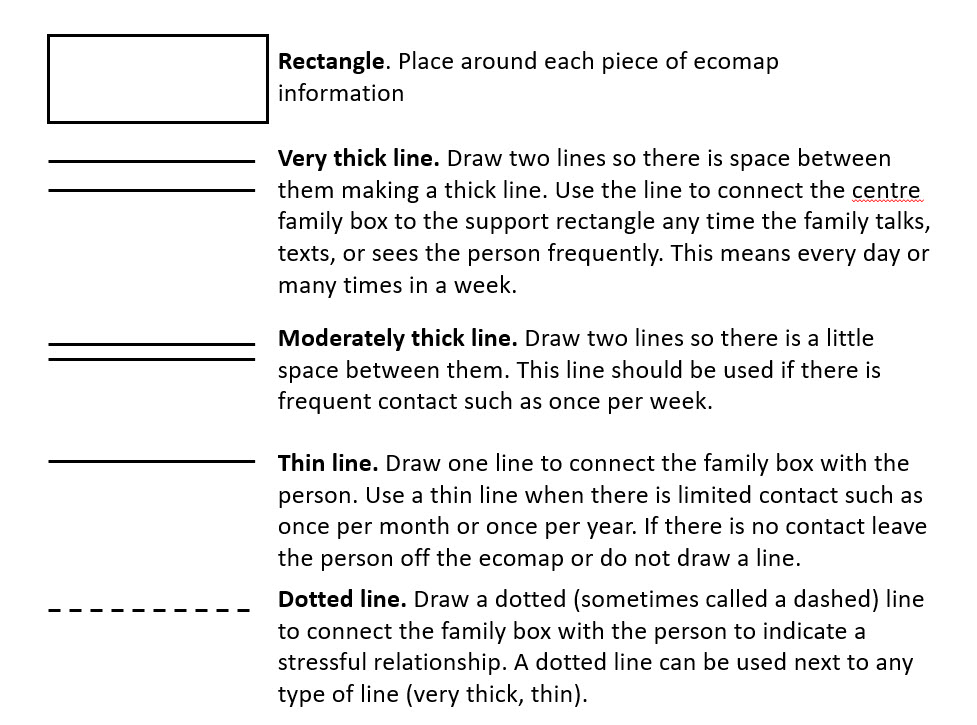 Rectangle. Place around each piece of ecomap
information
Very thick line. Draw two lines so there is space between
them making a thick line. Use the line to connect the centre
family box to the support rectangle any time the family talks,
texts, or sees the person frequently. This means every day or
many times in a week.
Moderately thick line. Draw two lines so there is a little
space between them. This line should be used if there is
frequent contact such as once per week.
Thin line. Draw one line to connect the family box with the
person. Use a thin line when there is limited contact such as
once per month or once per year. If there is no contact leave
the person off the ecomap or do not draw a line.
Dotted line. Draw a dotted (sometimes called a dashed) line
to connect the family box with the person to indicate a
stressful relationship. A dotted line can be used next to any
type of line (very thick, thin).